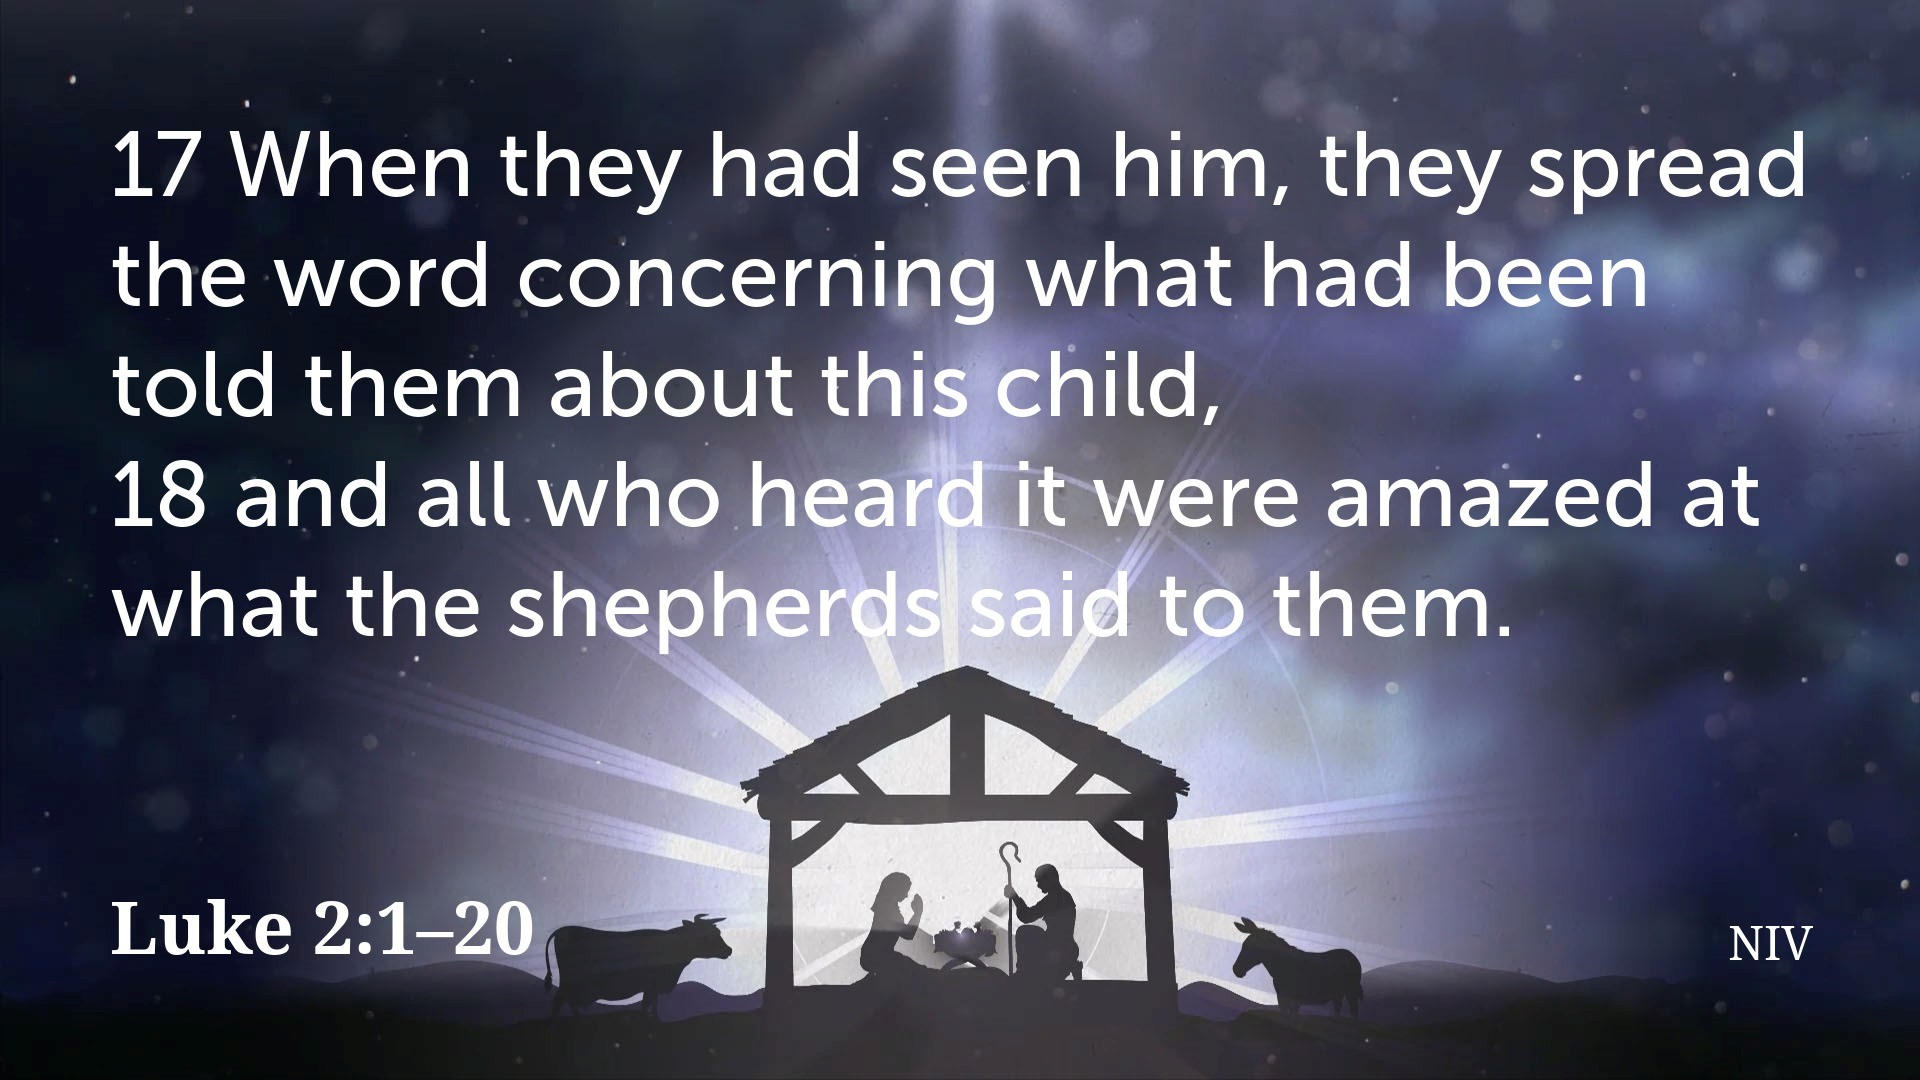 17 When they had seen him, they spread
the word concerning what had been
told them about this child,
18 and all who heard it were amazed at
what the shepherds said to them.
Luke 2:1–20
NIV